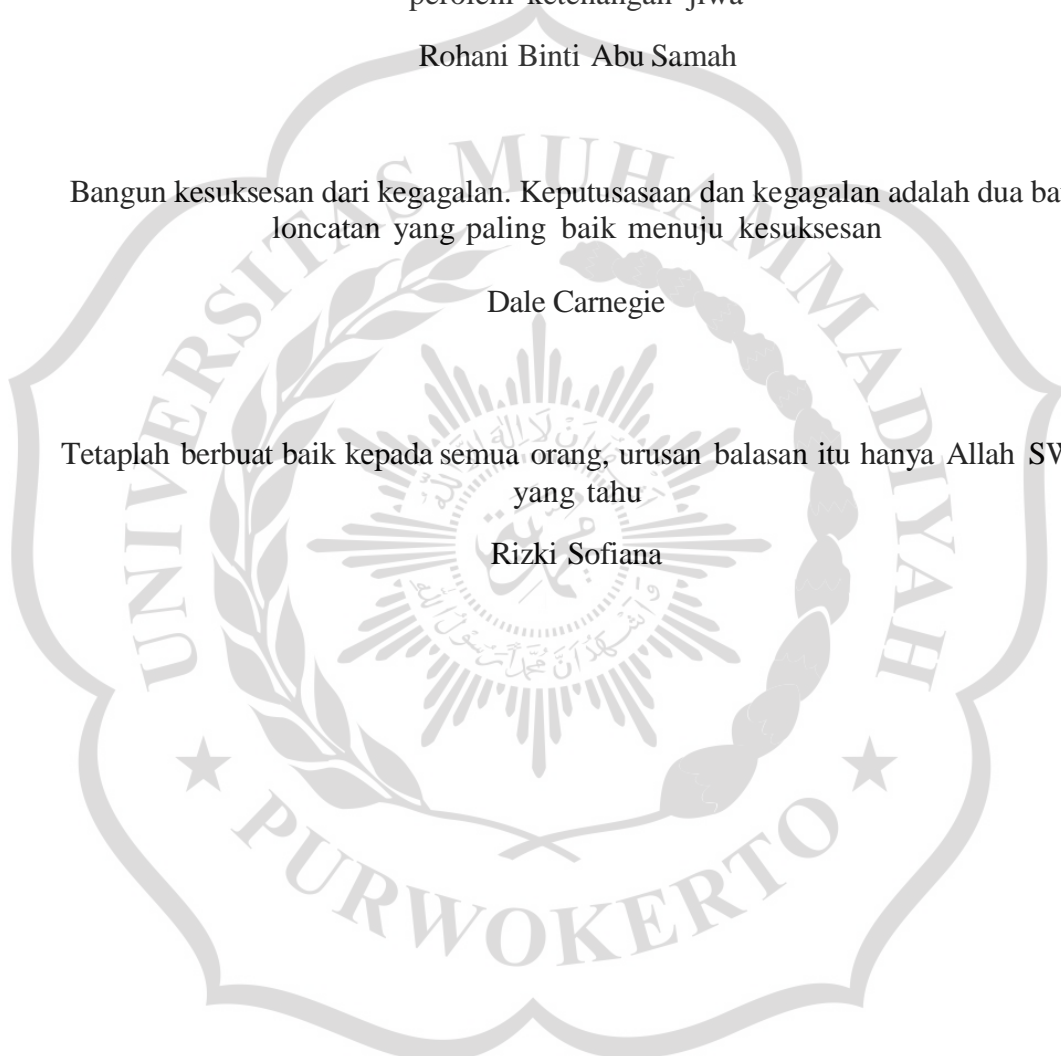 peroleh ketenangan jiwa
Rohani Binti Abu Samah
Bangun kesuksesan dari kegagalan. Keputusasaan dan kegagalan adalah dua ba
loncatan yang paling baik menuju kesuksesan
Dale Carnegie
Tetaplah berbuat baik kepada semua orang, urusan balasan itu hanya Allah SW
yang tahu
Rizki Sofiana
UNIVERSITAS MUHAMMADIYAH
PURWOKERTO